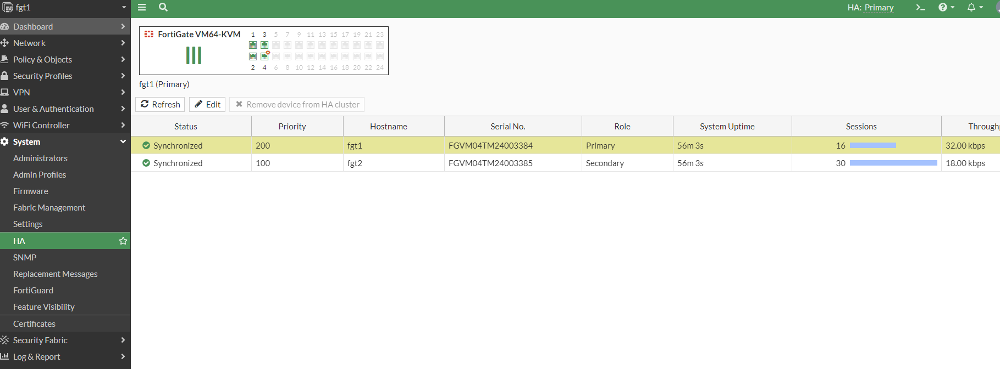 fgt1
HA: Primary
Dashboard
Network
Policy & Objects
Security Profiles
VPN
User & Authentication
WiFi Controller
System
Administrators
Admin Profiles
Firmware
Fabric Management
Settings
HA
SNMP
Replacement Messages
FortiGuard
Feature Visibility
Certificates
Security Fabric
Log & Report
FortiGate VM64-KVM
1 3 5 7 9 11 13 15 17 19 21 23
2 4 6 8 10 12 14 16 18 20 22 24
fgt1 (Primary)
Refresh Edit Remove device from HA cluster
Status Priority Hostname Serial No. Role System Uptime Sessions Through
Synchronized 200 fgt1 FGVM04TM24003384 Primary 56m 3s 16 32.00 kbps
Synchronized 100 fgt2 FGVM04TM24003385 Secondary 56m 3s 30 18.00 kbps